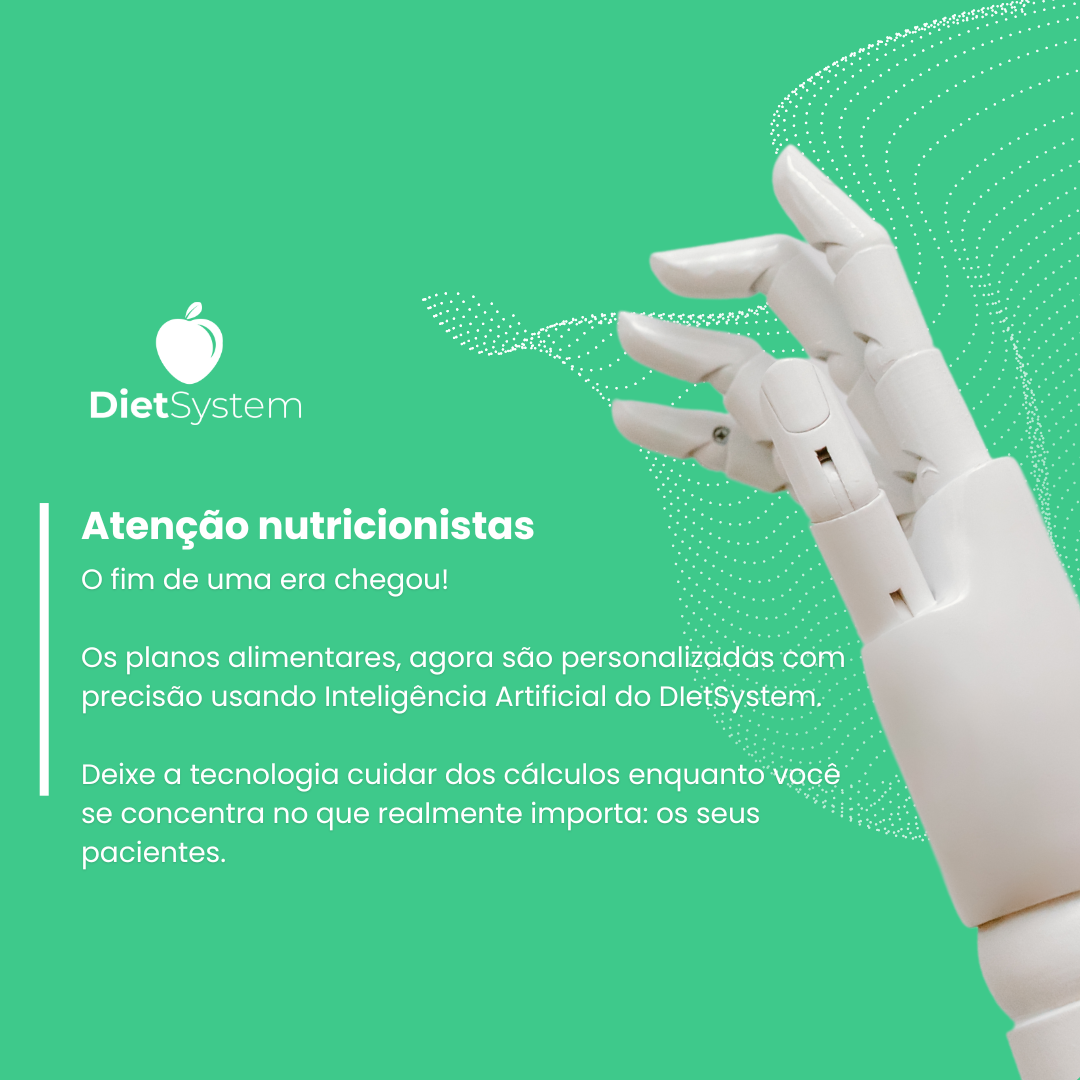 DietSystem
Atenção nutricionistas
O fim de uma era chegou!
Os planos alimentares, agora são personalizadas com
precisão usando Inteligência Artificial do DIetSystem.
Deixe a tecnologia cuidar dos cálculos enquanto você
se concentra no que realmente importa: os seus
pacientes.